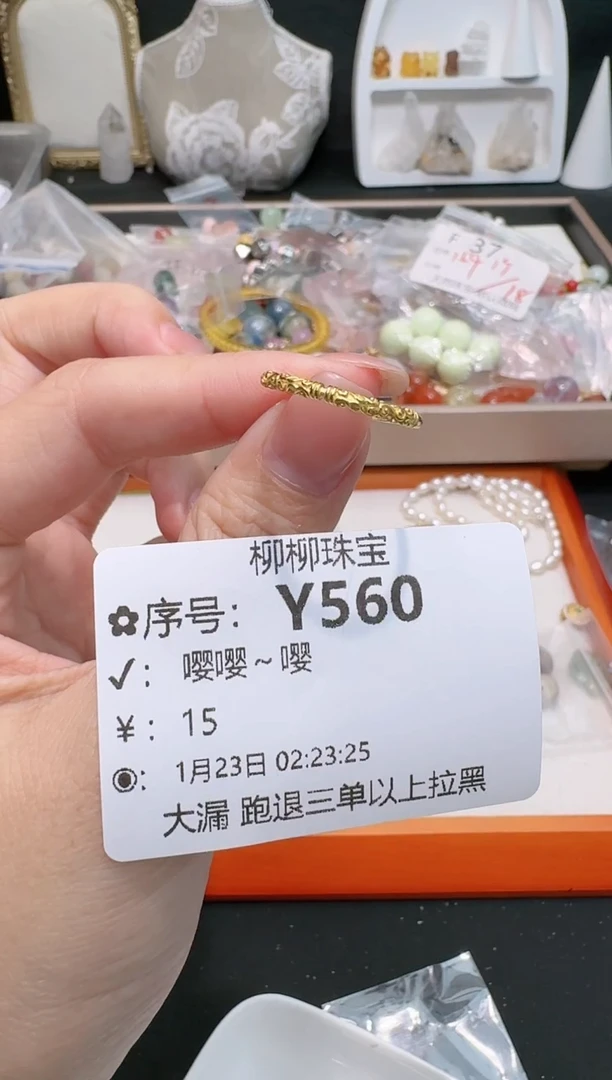 F 37
柳柳珠宝
✿序号： Y560
✓： 嘤嘤～嘤
¥： 15
◉： 1月23日 02:23:25
大漏 跑退三单以上拉黑